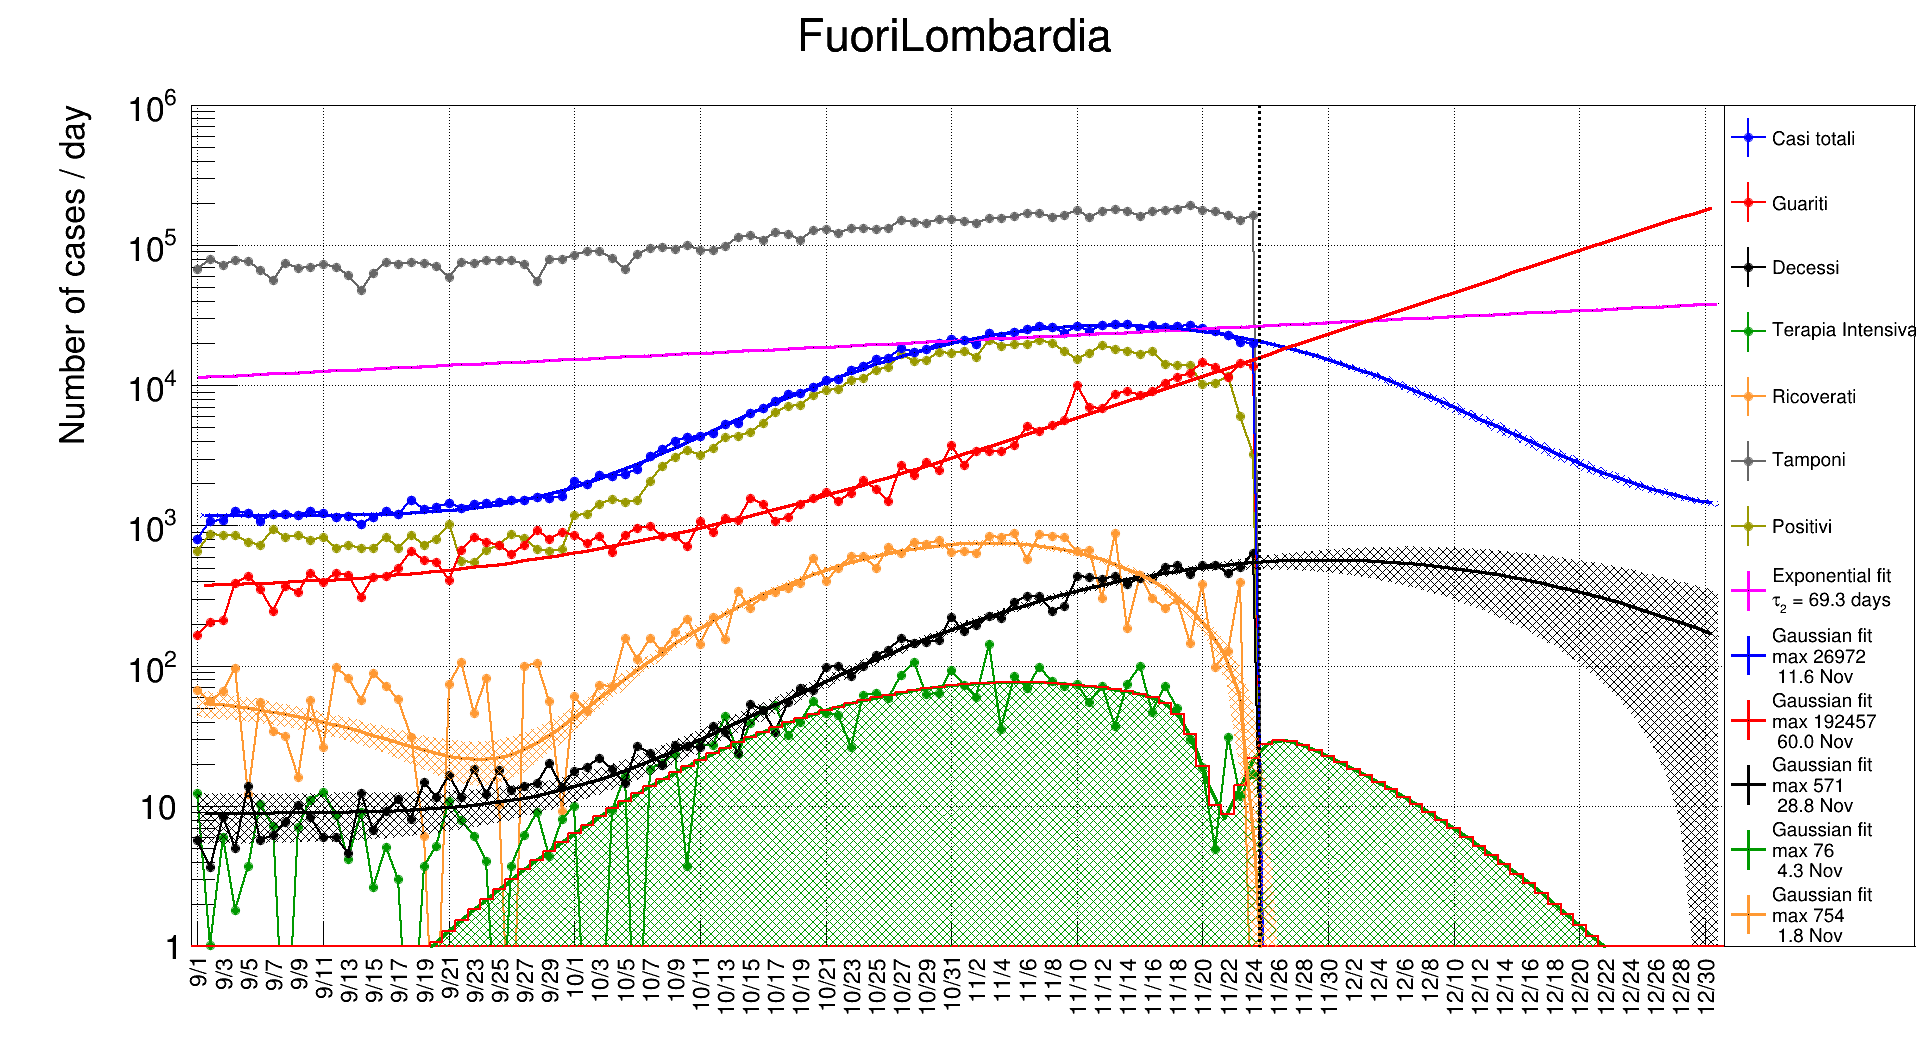 FuoriLombardia
Number of cases / day
10^6
10^5
10^4
10^3
10^2
10
1
9/1
9/3
9/5
9/7
9/9
9/11
9/13
9/15
9/17
9/19
9/21
9/23
9/25
9/27
9/29
10/1
10/3
10/5
10/7
10/9
10/11
10/13
10/15
10/17
10/19
10/21
10/23
10/25
10/27
10/29
10/31
11/2
11/4
11/6
11/8
11/10
11/12
11/14
11/16
11/18
11/20
11/22
11/24
11/26
11/28
11/30
12/2
12/4
12/6
12/8
12/10
12/12
12/14
12/16
12/18
12/20
12/22
12/24
12/26
12/28
12/30
Casi totali
Guariti
Decessi
Terapia Intensiva
Ricoverati
Tamponi
Positivi
Exponential fit
τ2 = 69.3 days
Gaussian fit
max 26972
11.6 Nov
Gaussian fit
max 192457
60.0 Nov
Gaussian fit
max 571
28.8 Nov
Gaussian fit
max 76
4.3 Nov
Gaussian fit
max 754
1.8 Nov